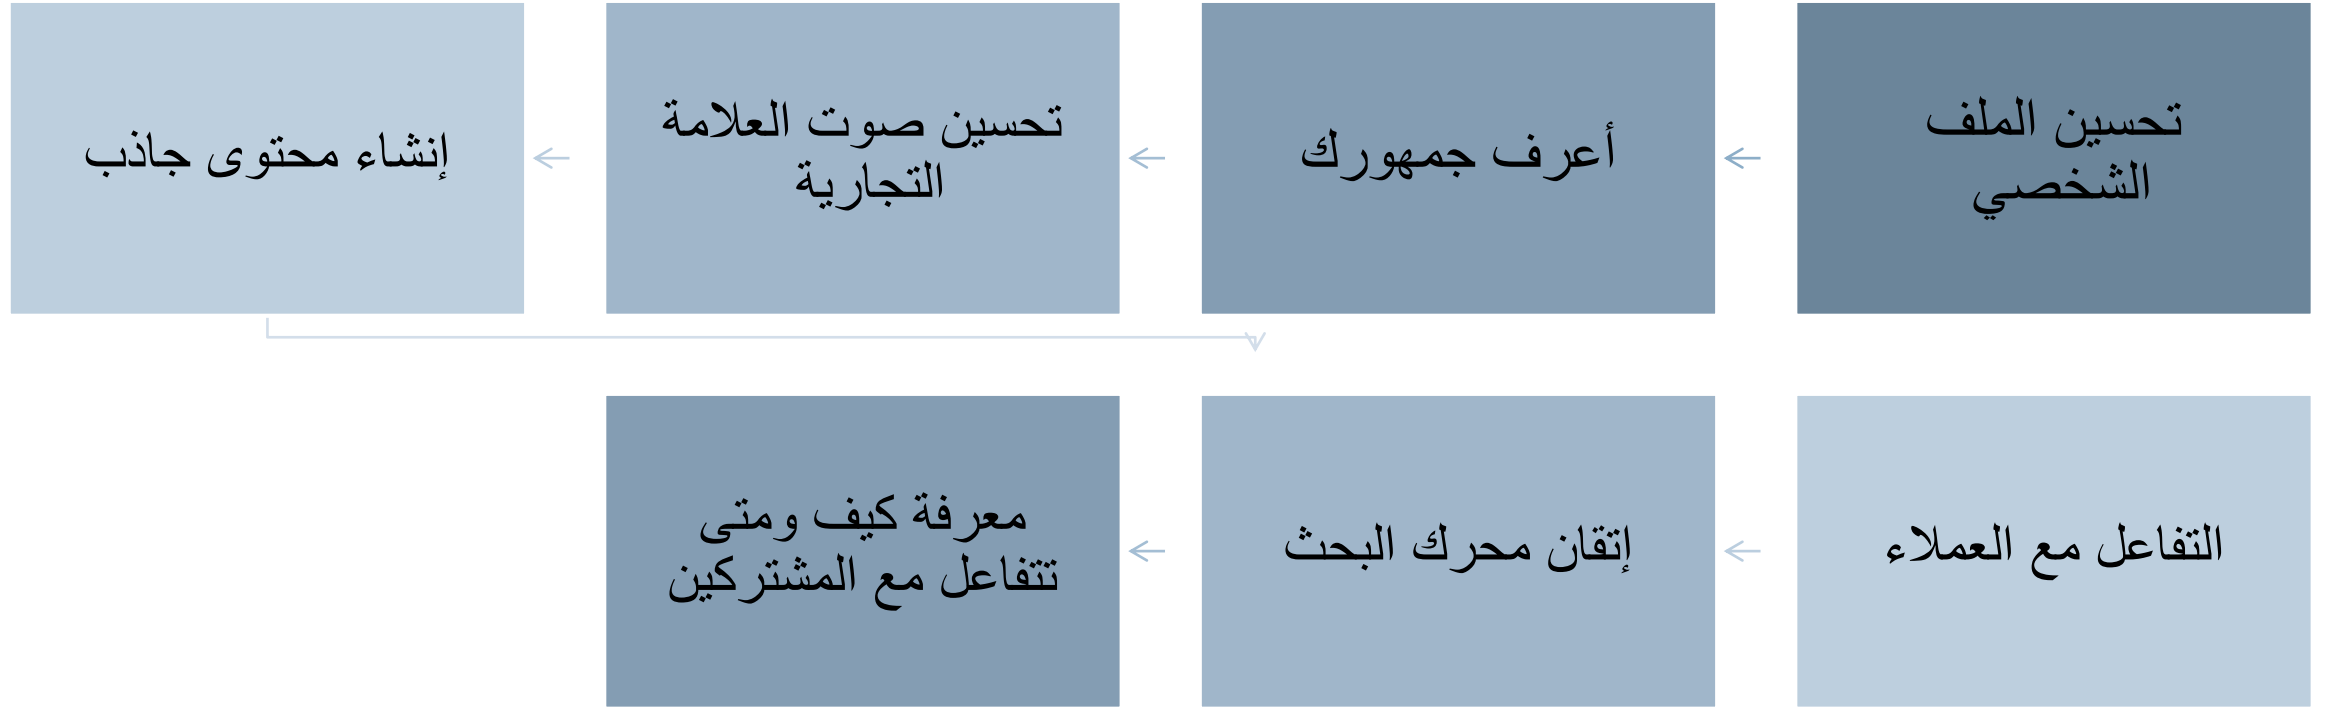 تحسين الملف
الشخصي
أعرف جمهورك
تحسين صوت العلامة
التجارية
إنشاء محتوى جاذب
التفاعل مع العملاء
إتقان محرك البحث
معرفة كيف ومتى
تتفاعل مع المشتركين